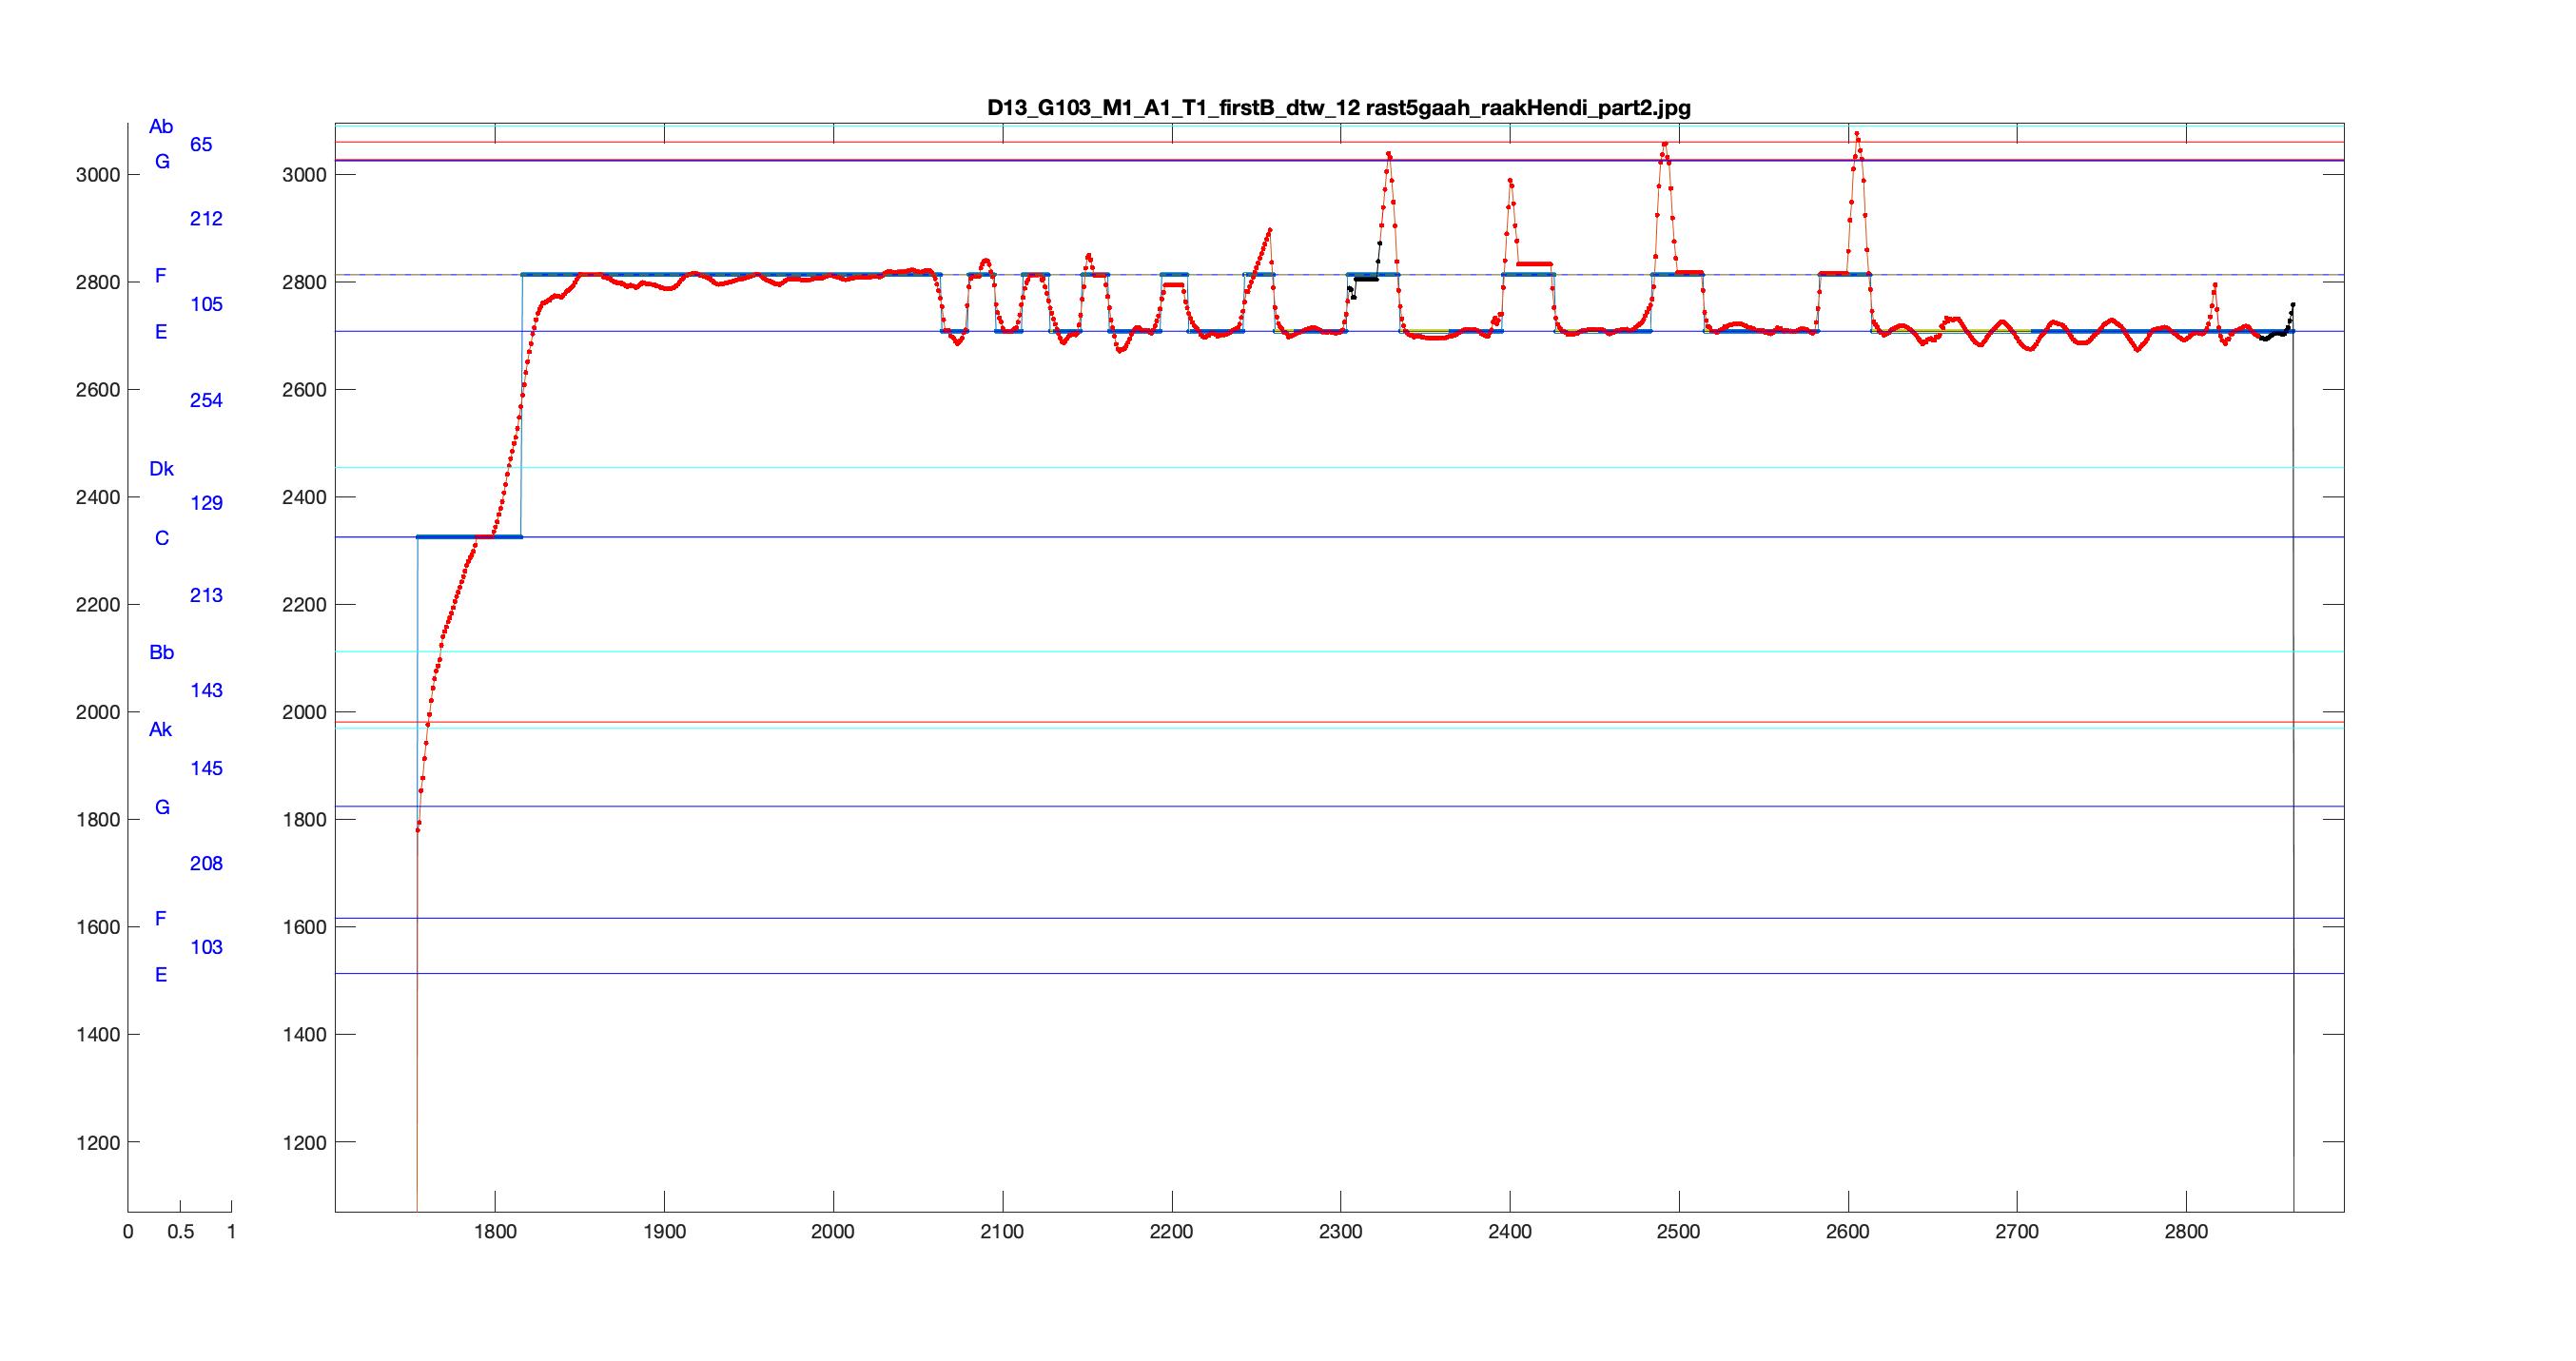 D13_G103_M1_A1_T1_firstB_dtw_12 rast5gaah_raakHendi_part2.jpg
Ab
65
G
3000 3000
212
F
2800 2800
105
E
2600 2600
254
Dk
2400 2400
129
C
2200 2200
213
Bb
143
2000 2000
Ak
145
G
1800 1800
208
F
1600 1600
103
E
1400 1400
1200 1200
0 0.5 1 1800 1900 2000 2100 2200 2300 2400 2500 2600 2700 2800